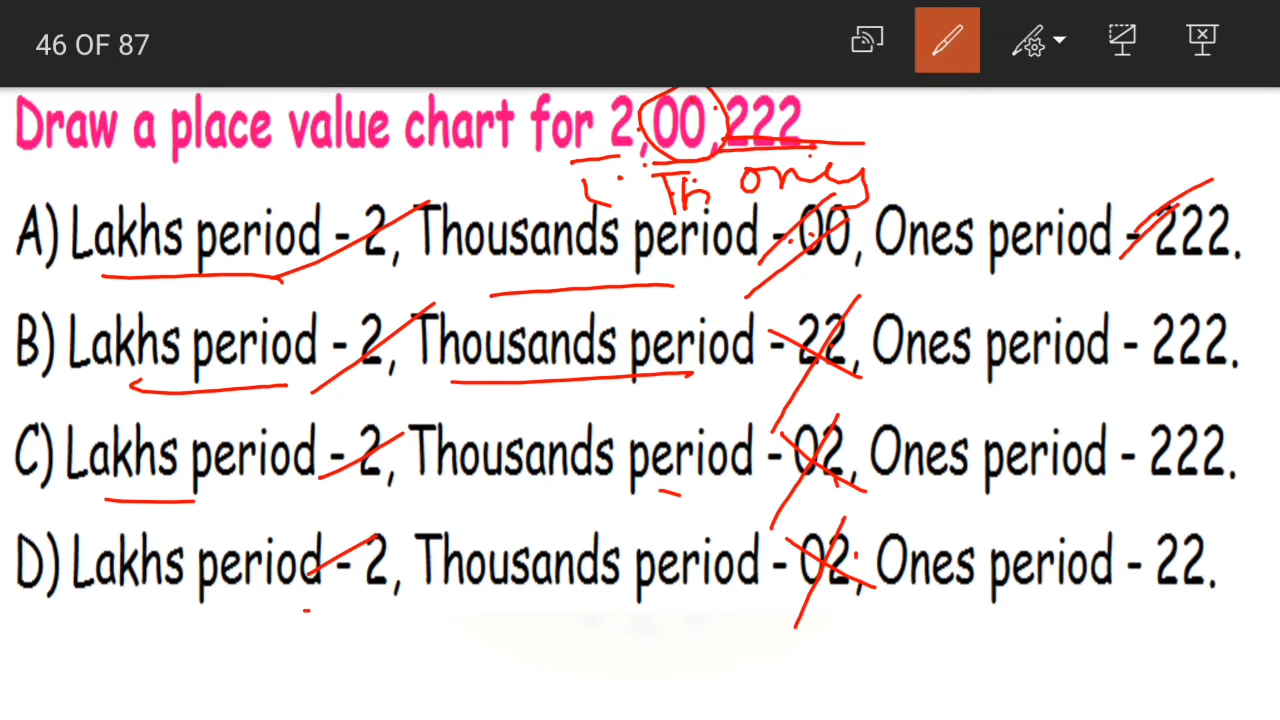 46 OF 87
Draw a place value chart for 2,00,222
L Th ones
A) Lakhs period - 2, Thousands period - 00, Ones period - 222.
B) Lakhs period - 2, Thousands period - 22, Ones period - 222.
C) Lakhs period - 2, Thousands period - 02, Ones period - 222.
D) Lakhs period - 2, Thousands period - 02, Ones period - 22.